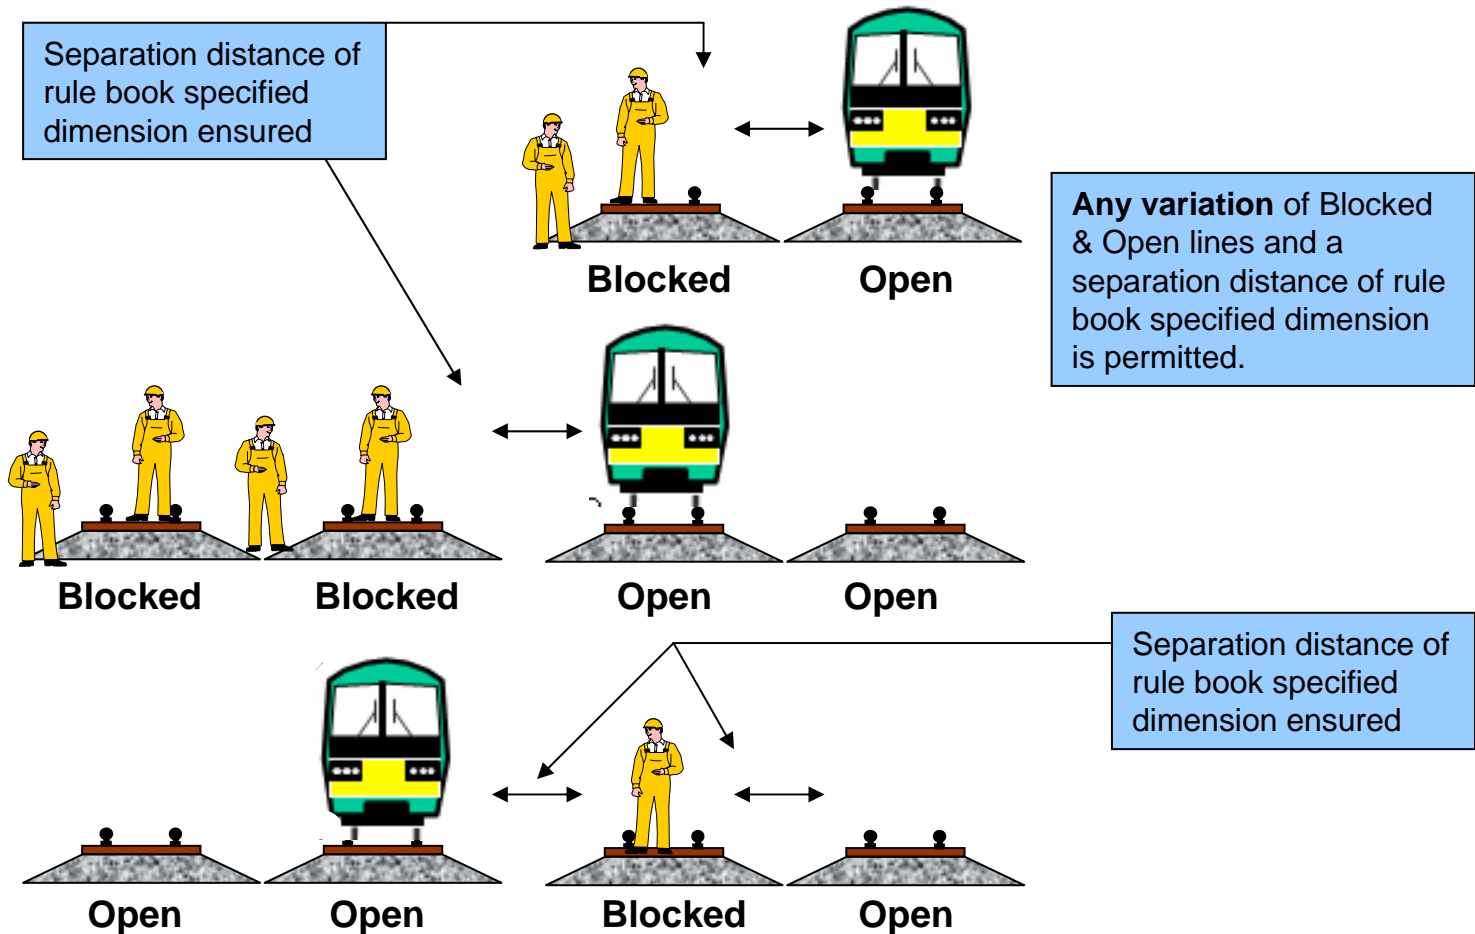 Separation distance of
rule book specified
dimension ensured
Any variation of Blocked
& Open lines and a
separation distance of rule
book specified dimension
is permitted.
Blocked Open
Blocked Blocked Open Open
Separation distance of
rule book specified
dimension ensured
Open Open Blocked Open